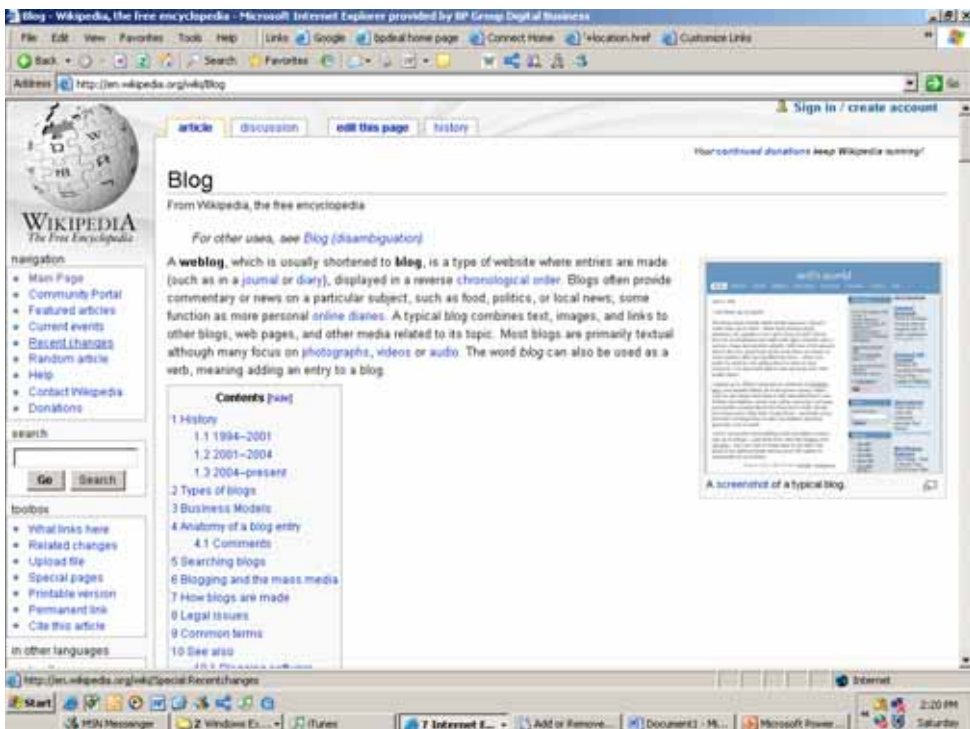 Blog - Wikipedia, the free encyclopedia - Microsoft Internet Explorer provided by BP Group Digital Business
File Edit View Favorites Tools Help Links Google bpdeal home page Connect Home Customize Links
Back Search Favorites
Address http://en.wikipedia.org/wiki/Blog Go
Sign in / create account
article discussion edit this page history
Your continued donations keep Wikipedia running!
Blog
From Wikipedia, the free encyclopedia
For other uses, see Blog (disambiguation)
A weblog, which is usually shortened to blog, is a type of website where entries are made
(such as in a journal or diary), displayed in a reverse chronological order. Blogs often provide
commentary or news on a particular subject, such as food, politics, or local news; some
function as more personal online diaries. A typical blog combines text, images, and links to
other blogs, web pages, and other media related to its topic. Most blogs are primarily textual
although many focus on photographs, videos or audio. The word blog can also be used as a
verb, meaning adding an entry to a blog.
Contents [hide]
1 History
1.1 1994–2001
1.2 2001–2004
1.3 2004–present
2 Types of blogs
3 Business Models
4 Anatomy of a blog entry
4.1 Comments
5 Searching blogs
6 Blogging and the mass media
7 How blogs are made
8 Legal issues
9 Common terms
10 See also
A screenshot of a typical blog.
WIKIPEDIA
The Free Encyclopedia
navigation
Main Page
Community Portal
Featured articles
Current events
Recent changes
Random article
Help
Contact Wikipedia
Donations
search
Go Search
toolbox
What links here
Related changes
Upload file
Special pages
Printable version
Permanent link
Cite this article
in other languages
http://en.wikipedia.org/wiki/Special:Recentchanges Internet
Start 2:20 PM
MSN Messenger 2 Windows Ex... iTunes 7 Internet E... Add or Remove... Document1 - Mi... Microsoft Power... Saturday